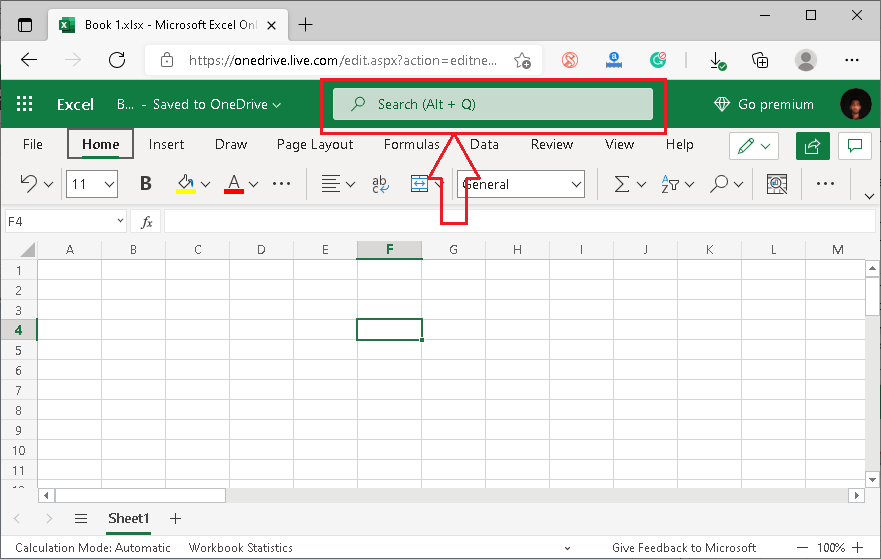 Book 1.xlsx - Microsoft Excel Onl
https://onedrive.live.com/edit.aspx?action=editne...
Excel B... - Saved to OneDrive Search (Alt + Q) Go premium
File Home Insert Draw Page Layout Formulas Data Review View Help
11 B A ... ab General Σ ...
F4 fx
A B C D E F G H I J K L M
1
2
3
4
5
6
7
8
9
10
11
Sheet1
Calculation Mode: Automatic Workbook Statistics Give Feedback to Microsoft 100%